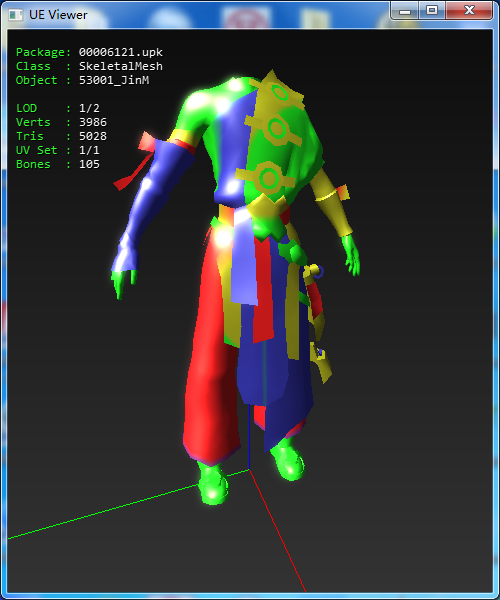 UE Viewer
Package: 00006121.upk
Class  : SkeletalMesh
Object : 53001_JinM
LOD    : 1/2
Verts  : 3986
Tris   : 5028
UV Set : 1/1
Bones  : 105